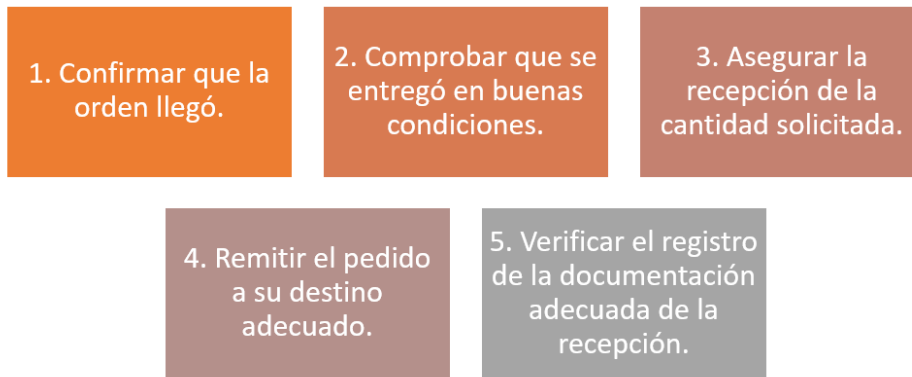 1. Confirmar que la
orden llegó.
2. Comprobar que se
entregó en buenas
condiciones.
3. Asegurar la
recepción de la
cantidad solicitada.
4. Remitir el pedido
a su destino
adecuado.
5. Verificar el registro
de la documentación
adecuada de la
recepción.